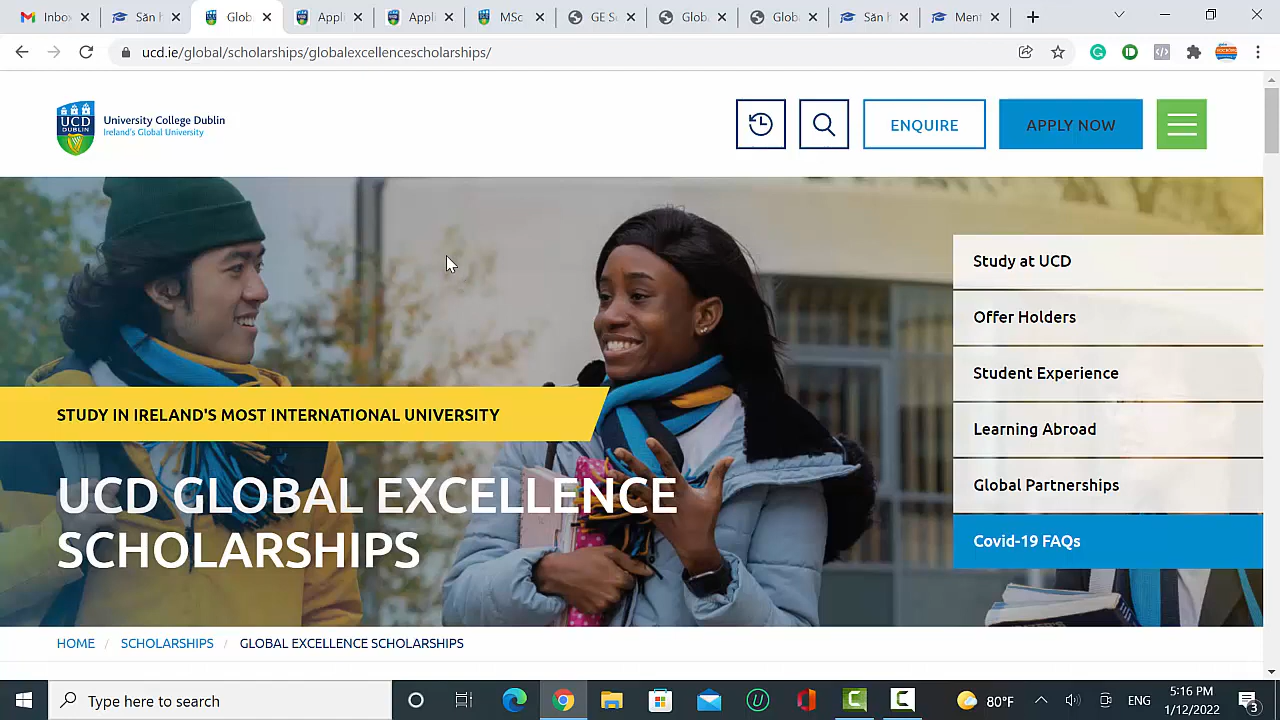 Inbo
Săn h
Glob
Appl
Appl
MSc
GE S
Glob
Glob
Săn h
Men
ucd.ie/global/scholarships/globalexcellencescholarships/
UCD
DUBLIN
University College Dublin
Ireland's Global University
ENQUIRE
APPLY NOW
Study at UCD
Offer Holders
Student Experience
Learning Abroad
Global Partnerships
Covid-19 FAQs
STUDY IN IRELAND'S MOST INTERNATIONAL UNIVERSITY
UCD GLOBAL EXCELLENCE
SCHOLARSHIPS
HOME / SCHOLARSHIPS / GLOBAL EXCELLENCE SCHOLARSHIPS
Type here to search
80°F
ENG
5:16 PM
1/12/2022
3